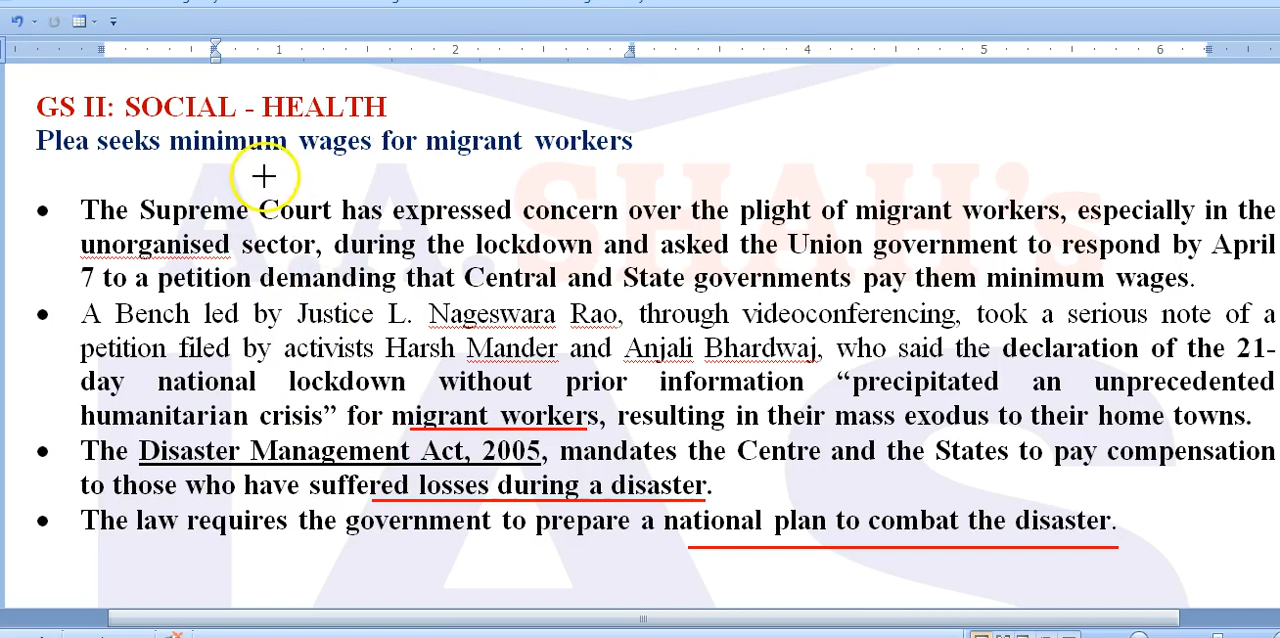 1 2 4 5 6
GS II: SOCIAL - HEALTH
Plea seeks minimum wages for migrant workers
A.A.SHAH's
• The Supreme Court has expressed concern over the plight of migrant workers, especially in the
unorganised sector, during the lockdown and asked the Union government to respond by April
7 to a petition demanding that Central and State governments pay them minimum wages.
• A Bench led by Justice L. Nageswara Rao, through videoconferencing, took a serious note of a
petition filed by activists Harsh Mander and Anjali Bhardwaj, who said the declaration of the 21-
day national lockdown without prior information “precipitated an unprecedented
humanitarian crisis” for migrant workers, resulting in their mass exodus to their home towns.
• The Disaster Management Act, 2005, mandates the Centre and the States to pay compensation
to those who have suffered losses during a disaster.
• The law requires the government to prepare a national plan to combat the disaster.
IAS